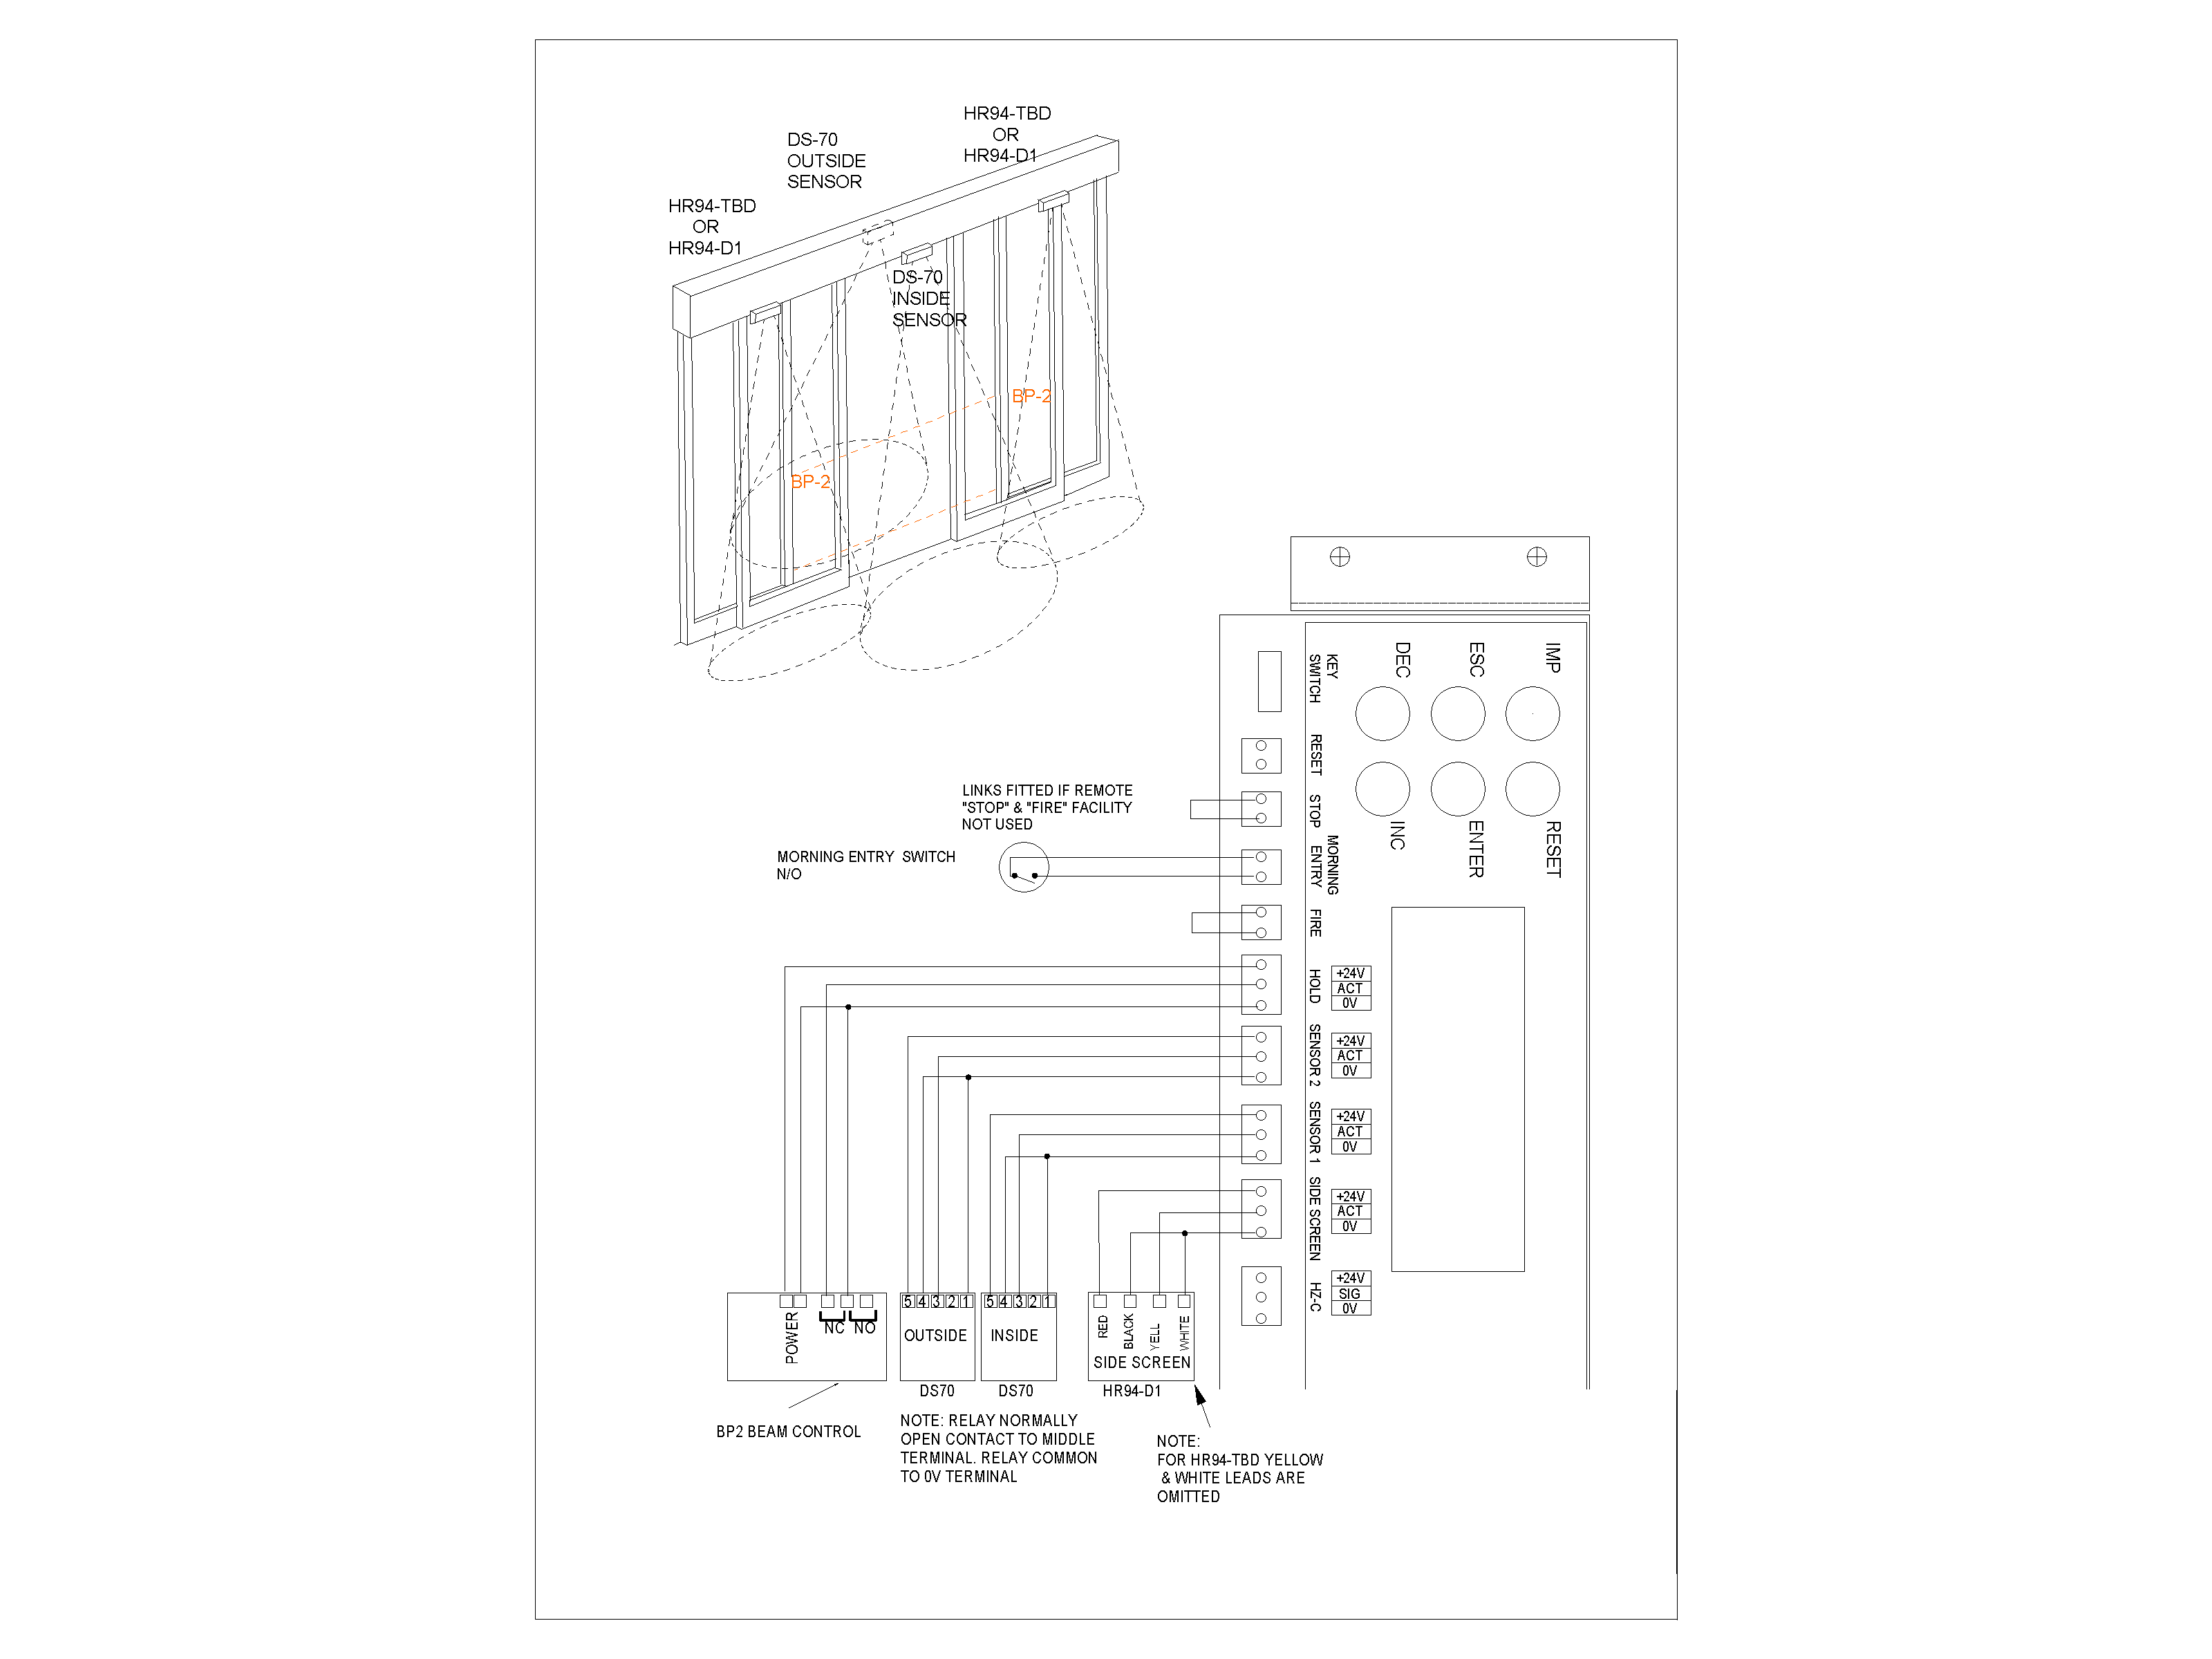 HR94-TBD
OR
HR94-D1
DS-70
OUTSIDE
SENSOR
HR94-TBD
OR
HR94-D1
DS-70
INSIDE
SENSOR
BP-2
BP-2
KEY
SWITCH
DEC
ESC
IMP
RESET
STOP
INC
ENTER
RESET
LINKS FITTED IF REMOTE
"STOP" & "FIRE" FACILITY
NOT USED
MORNING ENTRY SWITCH
N/O
MORNING
ENTRY
FIRE
HOLD
+24V
ACT
0V
SENSOR 2
+24V
ACT
0V
SENSOR 1
+24V
ACT
0V
SIDE SCREEN
+24V
ACT
0V
HZ-C
+24V
SIG
0V
POWER
NC NO
5 4 3 2 1
OUTSIDE
5 4 3 2 1
INSIDE
RED
BLACK
YELL
WHITE
SIDE SCREEN
DS70
DS70
HR94-D1
BP2 BEAM CONTROL
NOTE: RELAY NORMALLY
OPEN CONTACT TO MIDDLE
TERMINAL. RELAY COMMON
TO 0V TERMINAL
NOTE:
FOR HR94-TBD YELLOW
& WHITE LEADS ARE
OMITTED